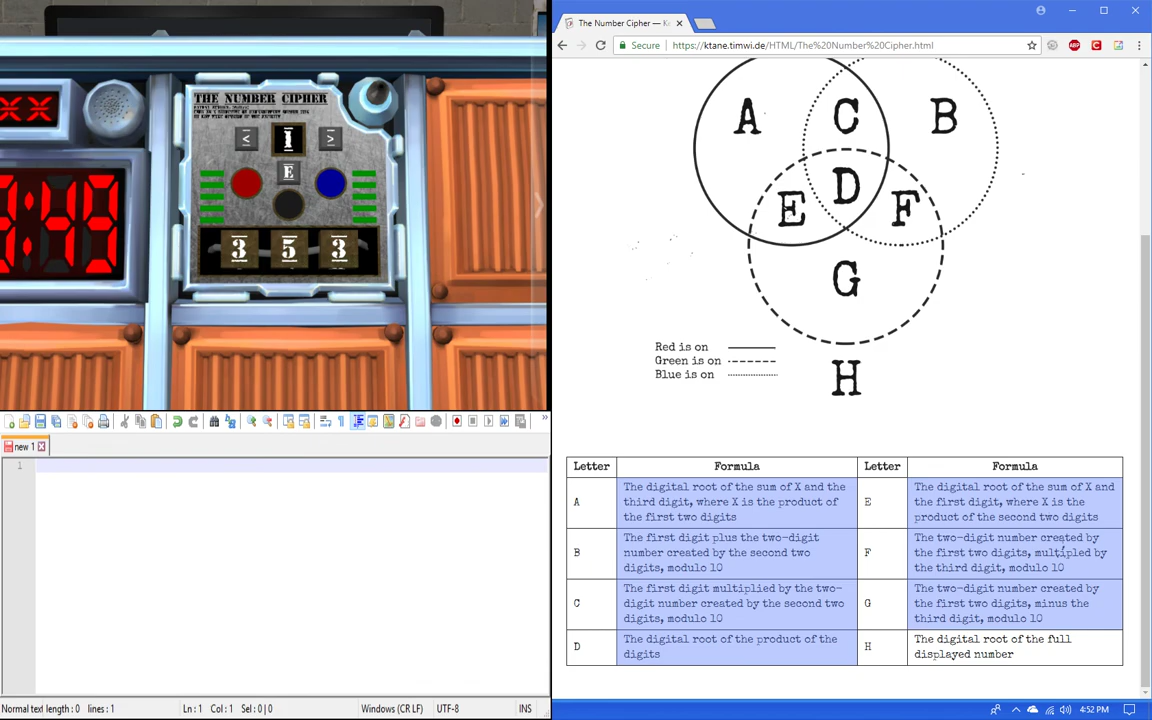 The Number Cipher — Ke
Secure
https://ktane.timwi.de/HTML/The%20Number%20Cipher.html
ABP
XX
THE NUMBER CIPHER
< 1 >
E
3 5 3
A
C
B
E
D
F
G
H
Red is on
Green is on
Blue is on
new 1
1
Letter Formula Letter Formula
A
The digital root of the sum of X and the
third digit, where X is the product of
the first two digits
E
The digital root of the sum of X and
the first digit, where X is the
product of the second two digits
B
The first digit plus the two-digit
number created by the second two
digits, modulo 10
F
The two-digit number created by
the first two digits, multipled by
the third digit, modulo 10
C
The first digit multiplied by the two-
digit number created by the second two
digits, modulo 10
G
The two-digit number created by
the first two digits, minus the
third digit, modulo 10
D
The digital root of the product of the
digits
H
The digital root of the full
displayed number
Normal text length : 0 lines : 1 Ln : 1 Col : 1 Sel : 0 | 0 Windows (CR LF) UTF-8 INS
4:52 PM